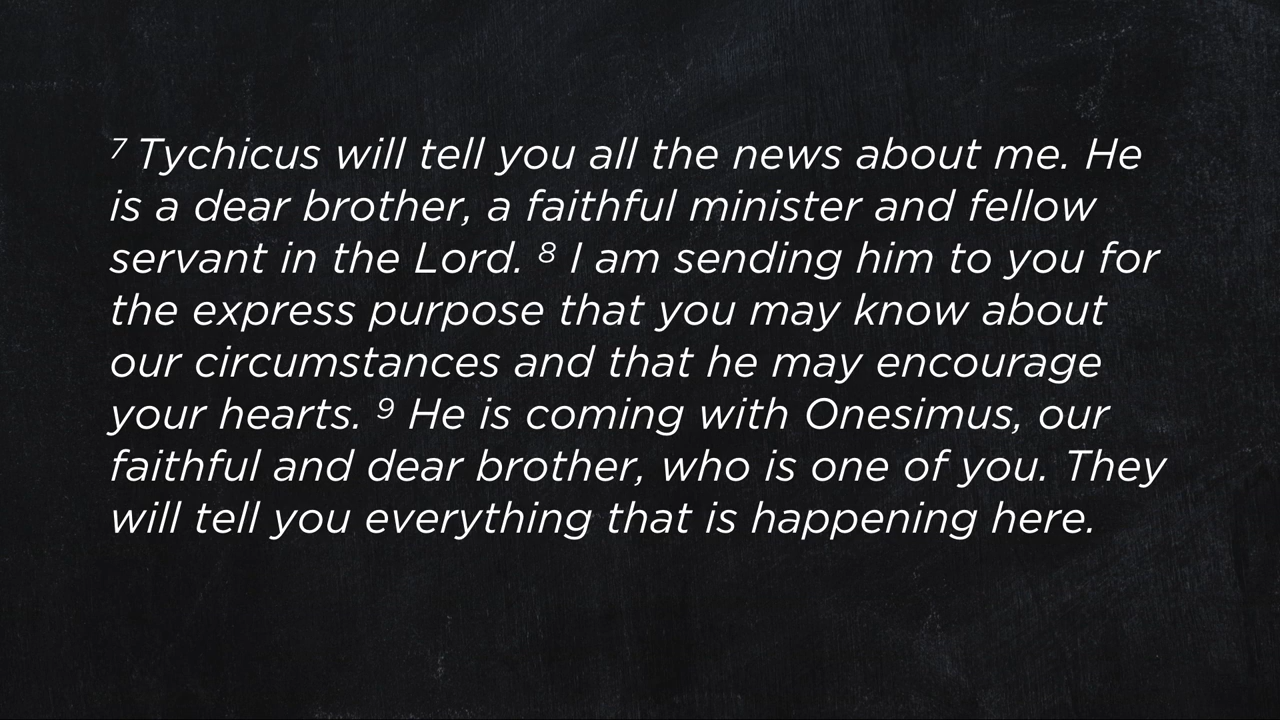 7 Tychicus will tell you all the news about me. He
is a dear brother, a faithful minister and fellow
servant in the Lord. 8 I am sending him to you for
the express purpose that you may know about
our circumstances and that he may encourage
your hearts. 9 He is coming with Onesimus, our
faithful and dear brother, who is one of you. They
will tell you everything that is happening here.